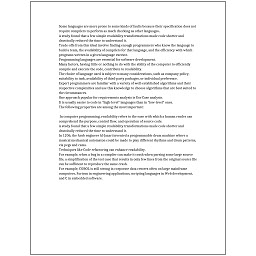 Some languages are more prone to some kinds of faults because their specification does not
require compilers to perform as much checking as other languages.
A study found that a few simple readability transformations made code shorter and
drastically reduced the time to understand it.
Trade-offs from this ideal involve finding enough programmers who know the language to
build a team, the availability of compilers for that language, and the efficiency with which
programs written in a given language execute.
Programming languages are essential for software development.
Many factors, having little or nothing to do with the ability of the computer to efficiently
compile and execute the code, contribute to readability.
The choice of language used is subject to many considerations, such as company policy,
suitability to task, availability of third-party packages, or individual preference.
Expert programmers are familiar with a variety of well-established algorithms and their
respective complexities and use this knowledge to choose algorithms that are best suited to
the circumstances.
One approach popular for requirements analysis is Use Case analysis.
It is usually easier to code in "high-level" languages than in "low-level" ones.
The following properties are among the most important:

In computer programming, readability refers to the ease with which a human reader can
comprehend the purpose, control flow, and operation of source code.
A study found that a few simple readability transformations made code shorter and
drastically reduced the time to understand it.
In 1206, the Arab engineer Al-Jazari invented a programmable drum machine where a
musical mechanical automaton could be made to play different rhythms and drum patterns,
via pegs and cams.
Techniques like Code refactoring can enhance readability.
For example, when a bug in a compiler can make it crash when parsing some large source
file, a simplification of the test case that results in only few lines from the original source file
can be sufficient to reproduce the same crash.
For example, COBOL is still strong in corporate data centers often on large mainframe
computers, Fortran in engineering applications, scripting languages in Web development,
and C in embedded software.